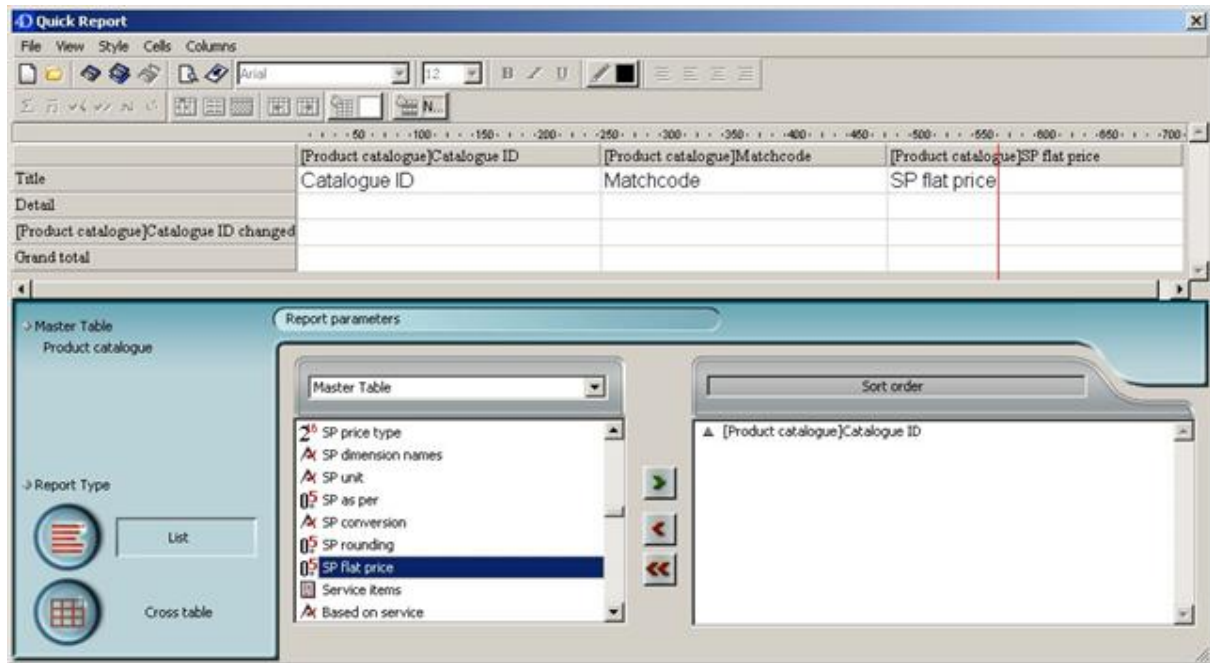 4D Quick Report
File View Style Cells Columns
Arial 12 B I U
N...
50 100 150 200 250 300 350 400 450 500 550 600 650 700
[Product catalogue]Catalogue ID [Product catalogue]Matchcode [Product catalogue]SP flat price
Title Catalogue ID Matchcode SP flat price
Detail
[Product catalogue]Catalogue ID changed
Grand total
Master Table
Product catalogue
Report parameters
Master Table
Sort order
SP price type
SP dimension names
SP unit
SP as per
SP conversion
SP rounding
SP flat price
Service items
Based on service
[Product catalogue]Catalogue ID
Report Type
List
Cross table